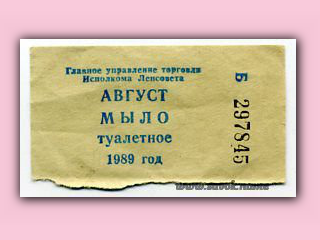 Главное управление торговли
Исполкома Ленсовета
АВГУСТ
МЫЛО
туалетное
1989 год
Б 297845